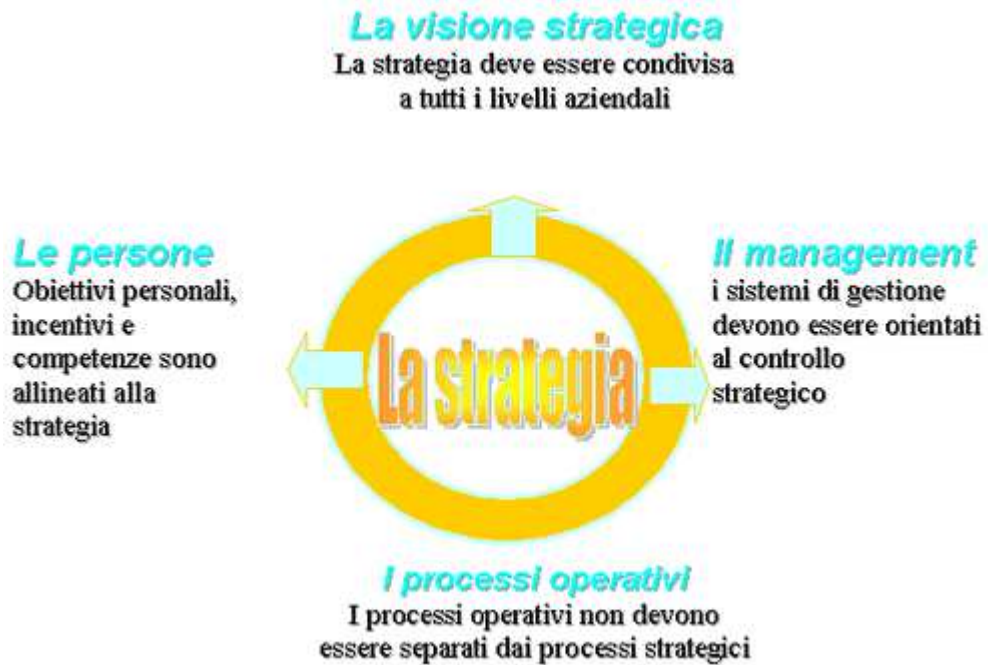 La visione strategica
La strategia deve essere condivisa
a tutti i livelli aziendali
Le persone
Obiettivi personali,
incentivi e
competenze sono
allineati alla
strategia
La strategia
Il management
i sistemi di gestione
devono essere orientati
al controllo
strategico
I processi operativi
I processi operativi non devono
essere separati dai processi strategici